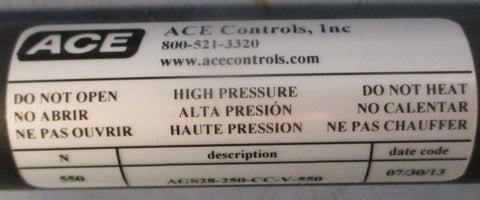 ACE
ACE Controls, Inc
800-521-3320
www.acecontrols.com
DO NOT OPEN HIGH PRESSURE DO NOT HEAT
NO ABRIR ALTA PRESIÓN NO CALENTAR
NE PAS OUVRIR HAUTE PRESSION NE PAS CHAUFFER
N description date code
550 AGS28-250-CC-V-550 07/30/13